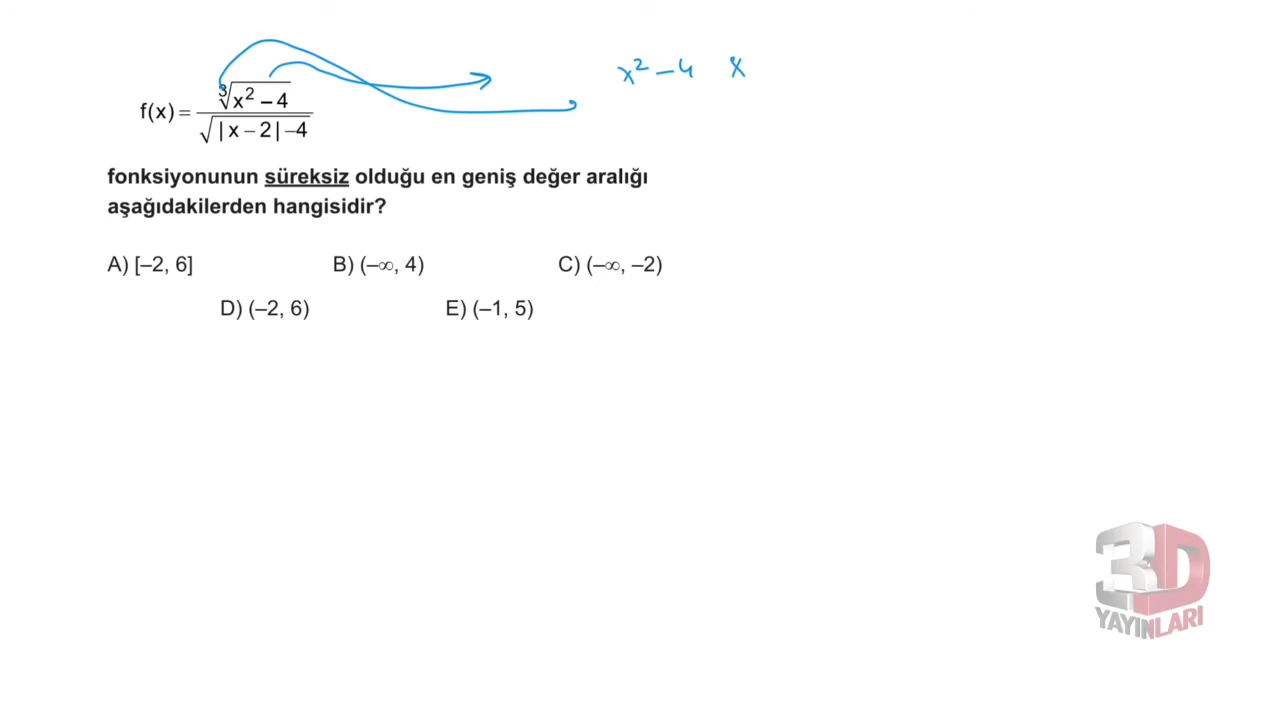 x² – 4 x
f(x) = ∛(x² – 4) / √(|x – 2| – 4)
fonksiyonunun süreksiz olduğu en geniş değer aralığı
aşağıdakilerden hangisidir?
A) [–2, 6] B) (–∞, 4) C) (–∞, –2)
D) (–2, 6) E) (–1, 5)
3D
YAYINLARI